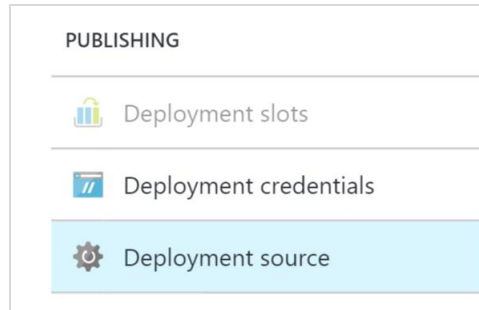 PUBLISHING
Deployment slots
Deployment credentials
Deployment source